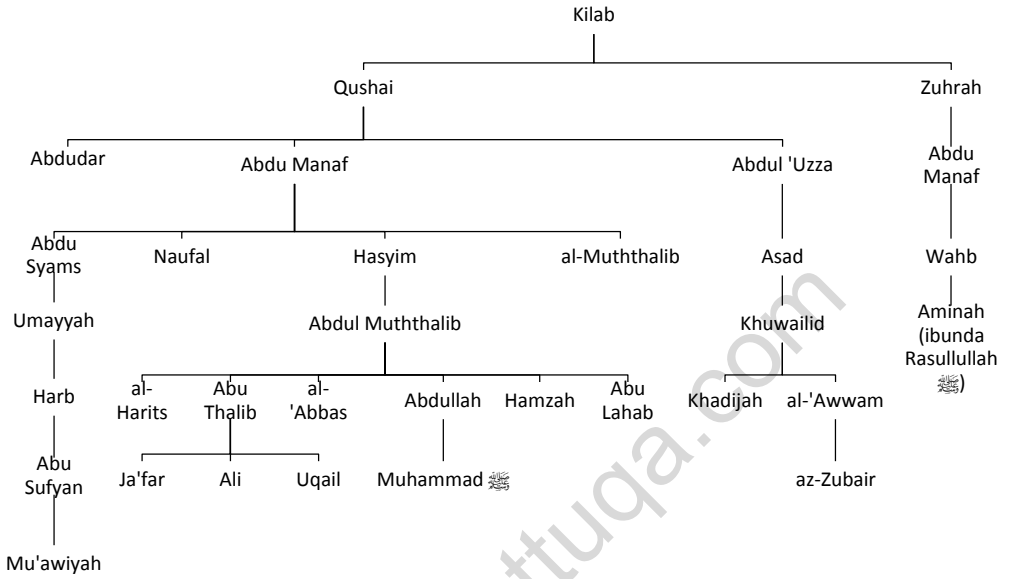 Kilab
Qushai
Zuhrah
Abdudar
Abdu Manaf
Abdul 'Uzza
Abdu
Manaf
Abdu
Syams
Naufal
Hasyim
al-Muththalib
Asad
Wahb
Umayyah
Abdul Muththalib
Khuwailid
Aminah
(ibunda
Rasullullah
ﷺ)
Harb
al-
Harits
Abu
Thalib
al-
'Abbas
Abdullah
Hamzah
Abu
Lahab
Khadijah
al-'Awwam
Abu
Sufyan
Ja'far
Ali
Uqail
Muhammad ﷺ
az-Zubair
Mu'awiyah
ttuqa.com